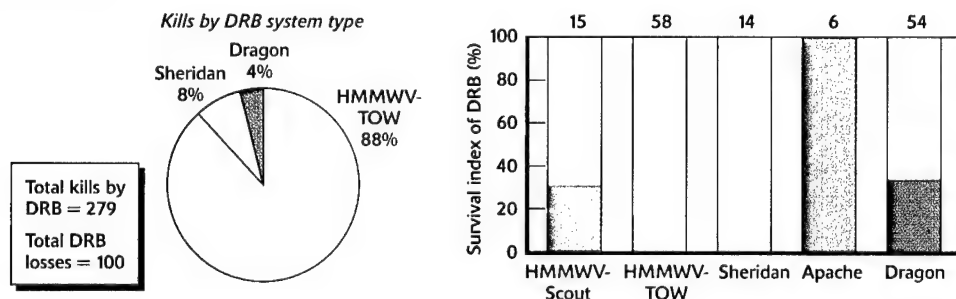 Kills by DRB system type
Dragon
4%
Sheridan
8%
HMMWV-
TOW
88%
Total kills by
DRB = 279
Total DRB
losses = 100
15 58 14 6 54
Survival index of DRB (%)
100
80
60
40
20
0
HMMWV-
Scout
HMMWV-
TOW
Sheridan
Apache
Dragon